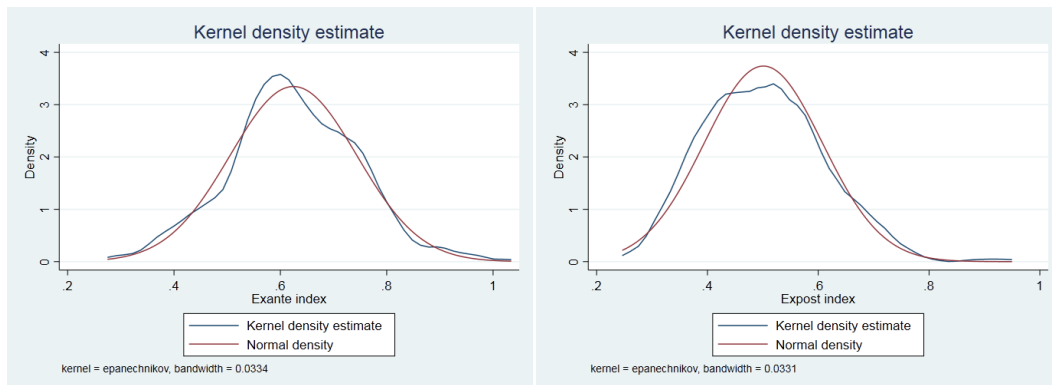 Kernel density estimate
4
3
2
1
0
Density
.2 .4 .6 .8 1
Exante index
Kernel density estimate
Normal density
kernel = epanechnikov, bandwidth = 0.0334
Kernel density estimate
4
3
2
1
0
Density
.2 .4 .6 .8 1
Expost index
Kernel density estimate
Normal density
kernel = epanechnikov, bandwidth = 0.0331